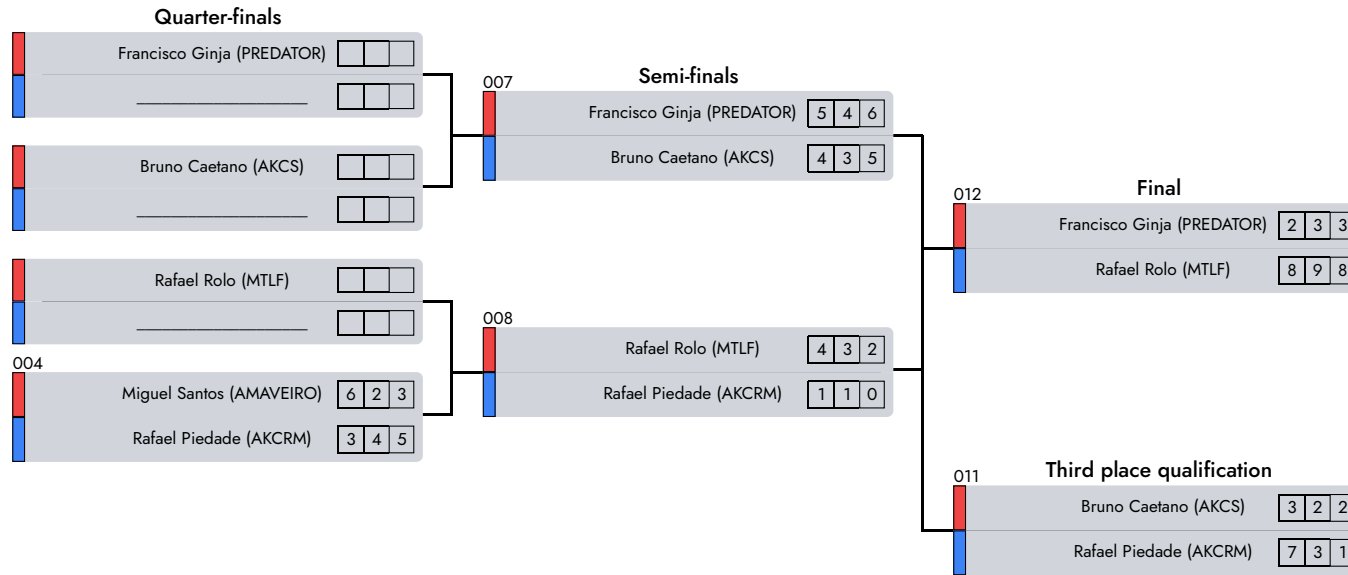 Quarter-finals
Francisco Ginja (PREDATOR)
____________________
Bruno Caetano (AKCS)
____________________
Rafael Rolo (MTLF)
____________________
004
Miguel Santos (AMAVEIRO) 6 2 3
Rafael Piedade (AKCRM) 3 4 5
Semi-finals
007
Francisco Ginja (PREDATOR) 5 4 6
Bruno Caetano (AKCS) 4 3 5
008
Rafael Rolo (MTLF) 4 3 2
Rafael Piedade (AKCRM) 1 1 0
Final
012
Francisco Ginja (PREDATOR) 2 3 3
Rafael Rolo (MTLF) 8 9 8
Third place qualification
011
Bruno Caetano (AKCS) 3 2 2
Rafael Piedade (AKCRM) 7 3 1